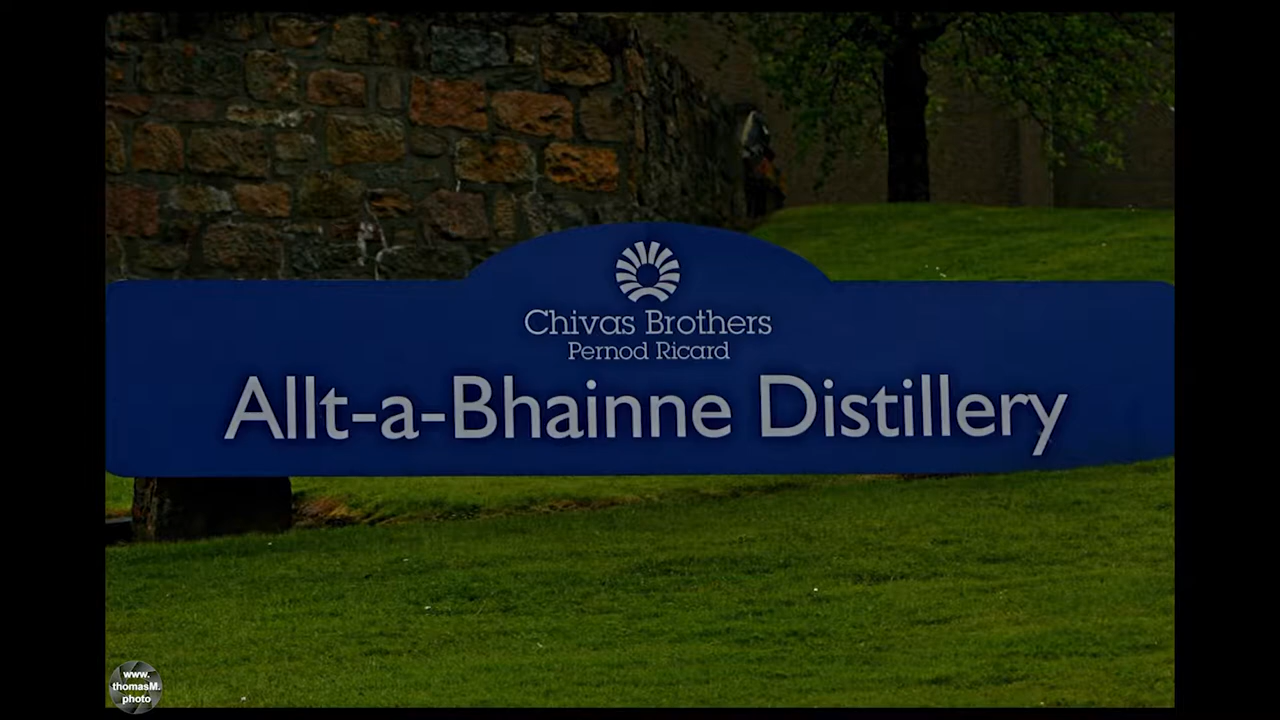 Chivas Brothers
Pernod Ricard
Allt-a-Bhainne Distillery
www.
thomasM.
photo